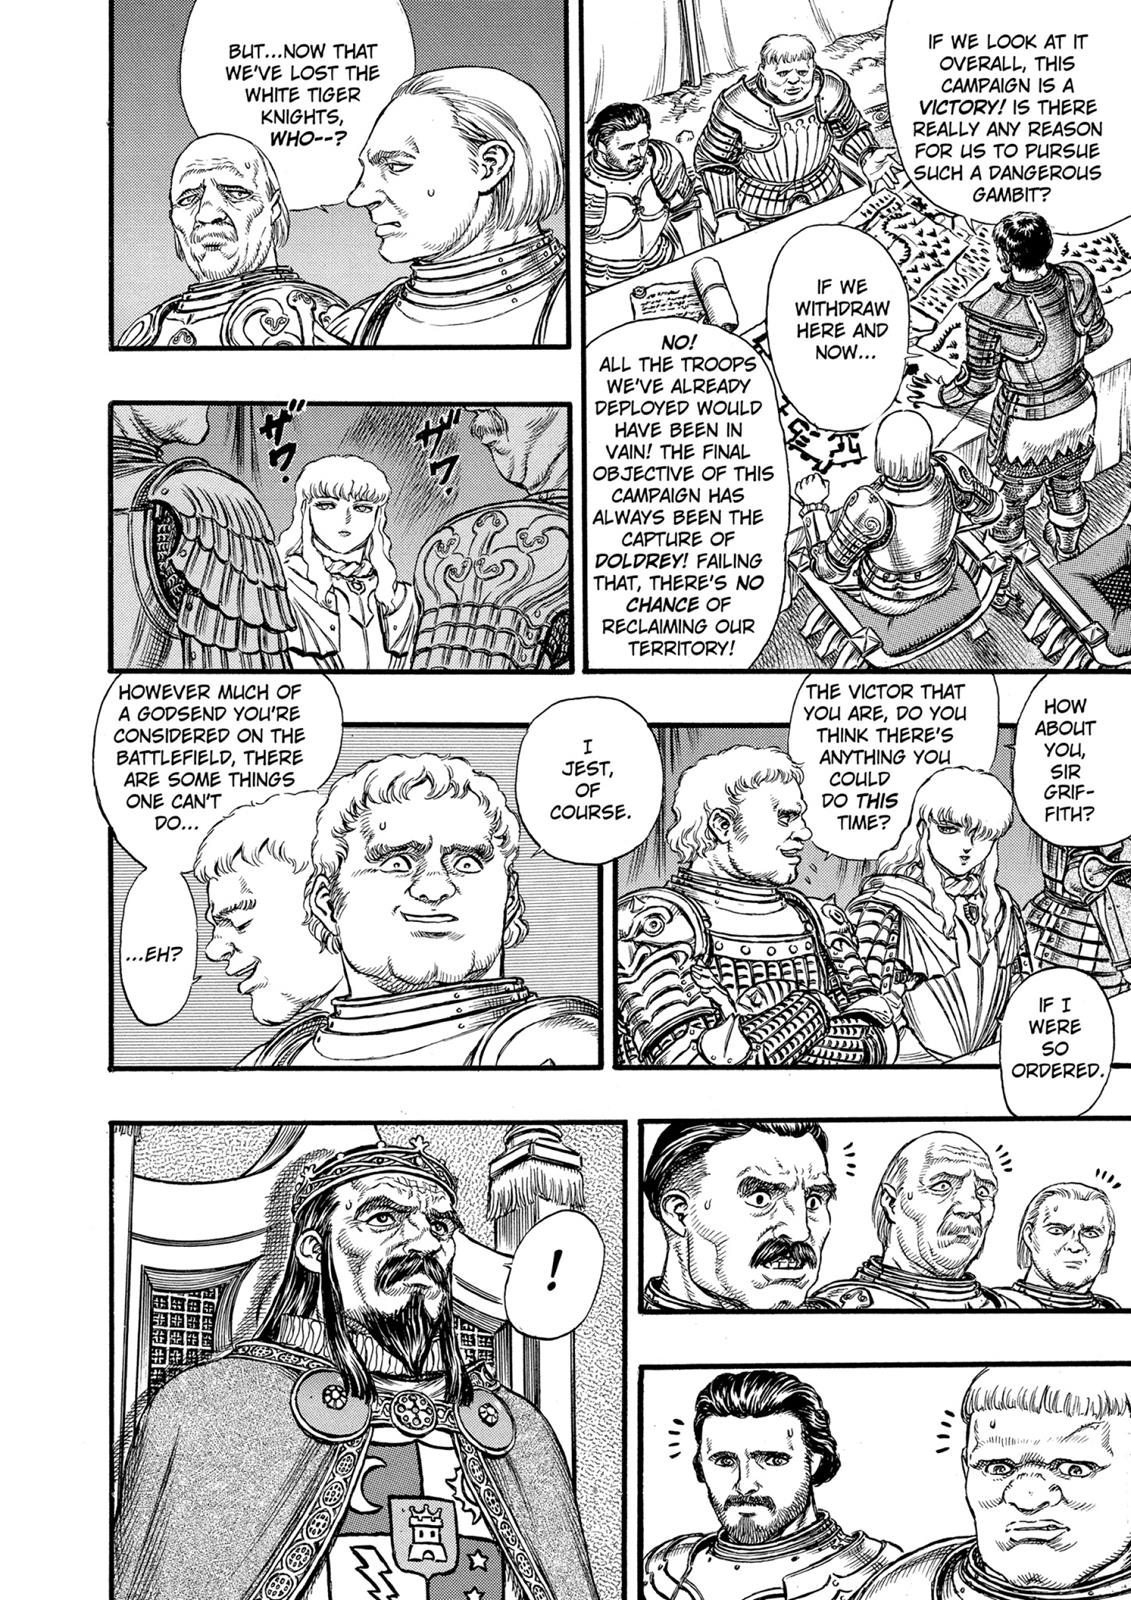 IF WE LOOK AT IT
OVERALL, THIS
CAMPAIGN IS A
VICTORY! IS THERE
REALLY ANY REASON
FOR US TO PURSUE
SUCH A DANGEROUS
GAMBIT?
IF WE
WITHDRAW
HERE AND
NOW...
NO!
ALL THE TROOPS
WE'VE ALREADY
DEPLOYED WOULD
HAVE BEEN IN
VAIN! THE FINAL
OBJECTIVE OF THIS
CAMPAIGN HAS
ALWAYS BEEN THE
CAPTURE OF
DOLDREY! FAILING
THAT, THERE'S NO
CHANCE OF
RECLAIMING OUR
TERRITORY!
BUT...NOW THAT
WE'VE LOST THE
WHITE TIGER
KNIGHTS,
WHO--?
ザワ
ザワ
HOW
ABOUT
YOU,
SIR
GRIF-
FITH?
THE VICTOR THAT
YOU ARE, DO YOU
THINK THERE'S
ANYTHING YOU
COULD
DO THIS
TIME?
I
JEST,
OF
COURSE.
HOWEVER MUCH OF
A GODSEND YOU'RE
CONSIDERED ON THE
BATTLEFIELD, THERE
ARE SOME THINGS
ONE CAN'T
DO...
...EH?
IF I
WERE
SO
ORDERED.
!